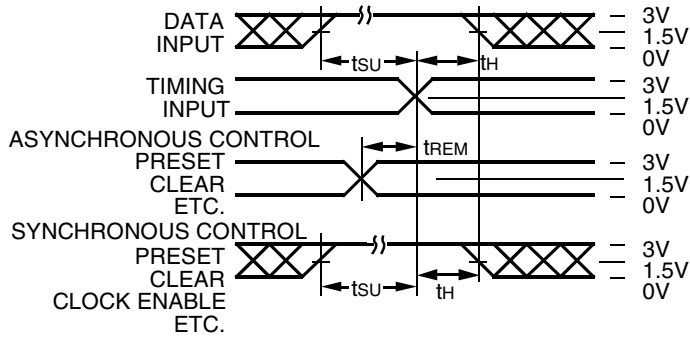 DATA
INPUT
3V
1.5V
0V
tSU
tH
TIMING
INPUT
3V
1.5V
0V
ASYNCHRONOUS CONTROL
PRESET
CLEAR
ETC.
tREM
3V
1.5V
0V
SYNCHRONOUS CONTROL
PRESET
CLEAR
CLOCK ENABLE
ETC.
tSU
tH
3V
1.5V
0V